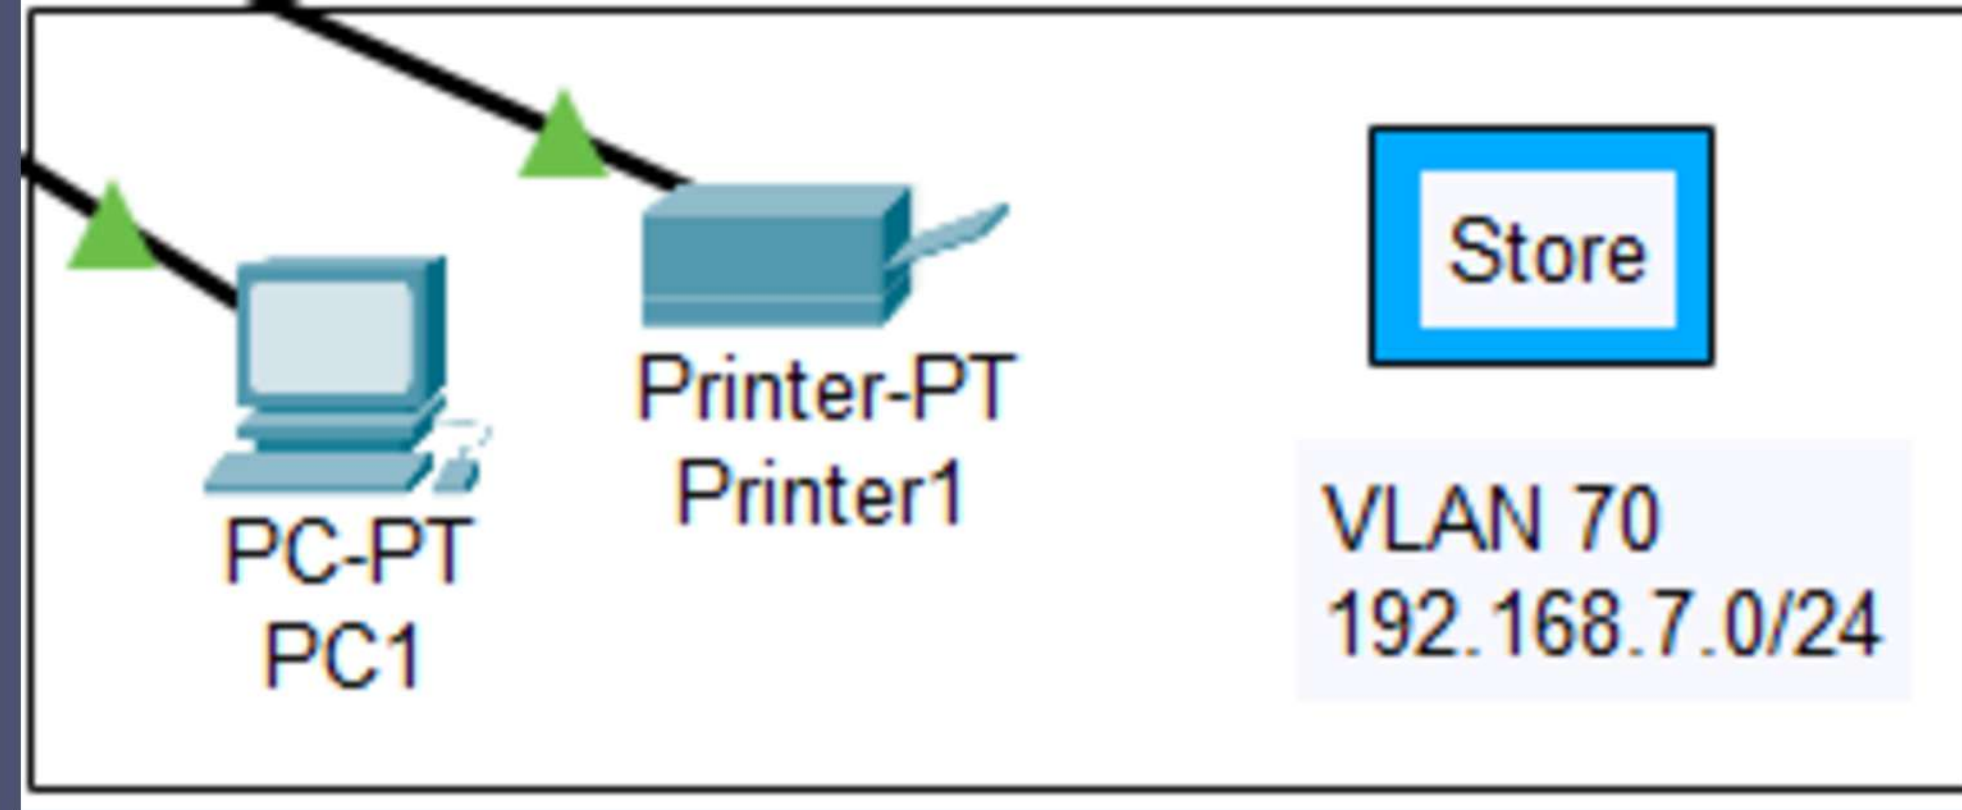 Printer-PT
Printer1
PC-PT
PC1
Store
VLAN 70
192.168.7.0/24